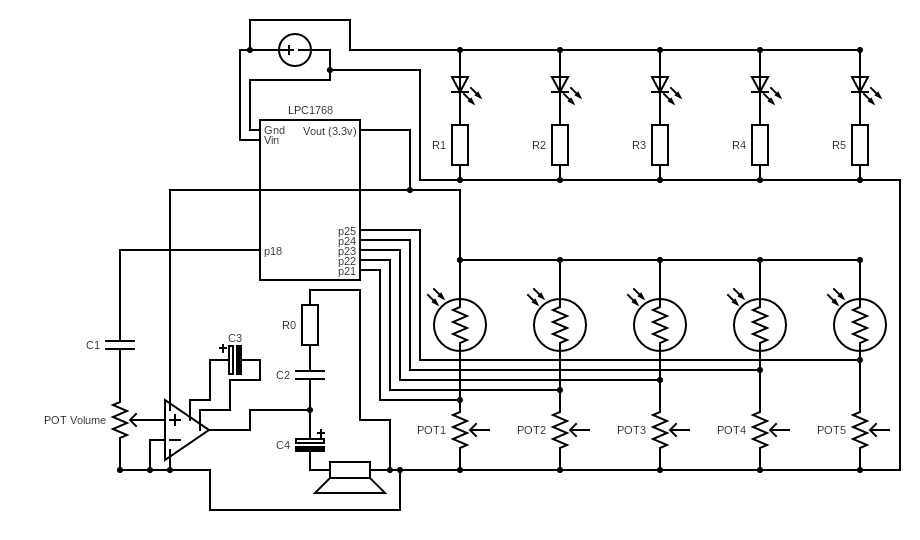 LPC1768
Gnd
Vout (3.3v)
Vin
R1
R2
R3
R4
R5
p25
p24
p23
p22
p21
p18
R0
C3
C1
C2
POT Volume
POT1
POT2
POT3
POT4
POT5
C4